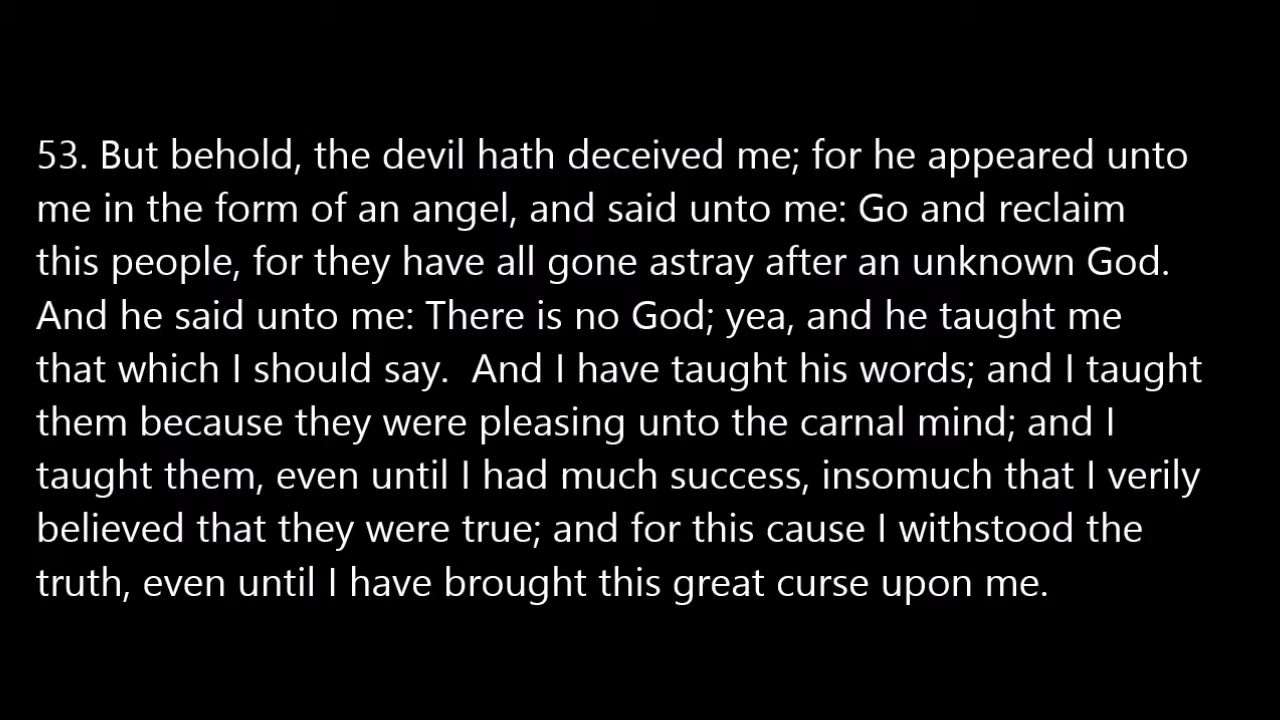 53. But behold, the devil hath deceived me; for he appeared unto
me in the form of an angel, and said unto me: Go and reclaim
this people, for they have all gone astray after an unknown God.
And he said unto me: There is no God; yea, and he taught me
that which I should say.  And I have taught his words; and I taught
them because they were pleasing unto the carnal mind; and I
taught them, even until I had much success, insomuch that I verily
believed that they were true; and for this cause I withstood the
truth, even until I have brought this great curse upon me.